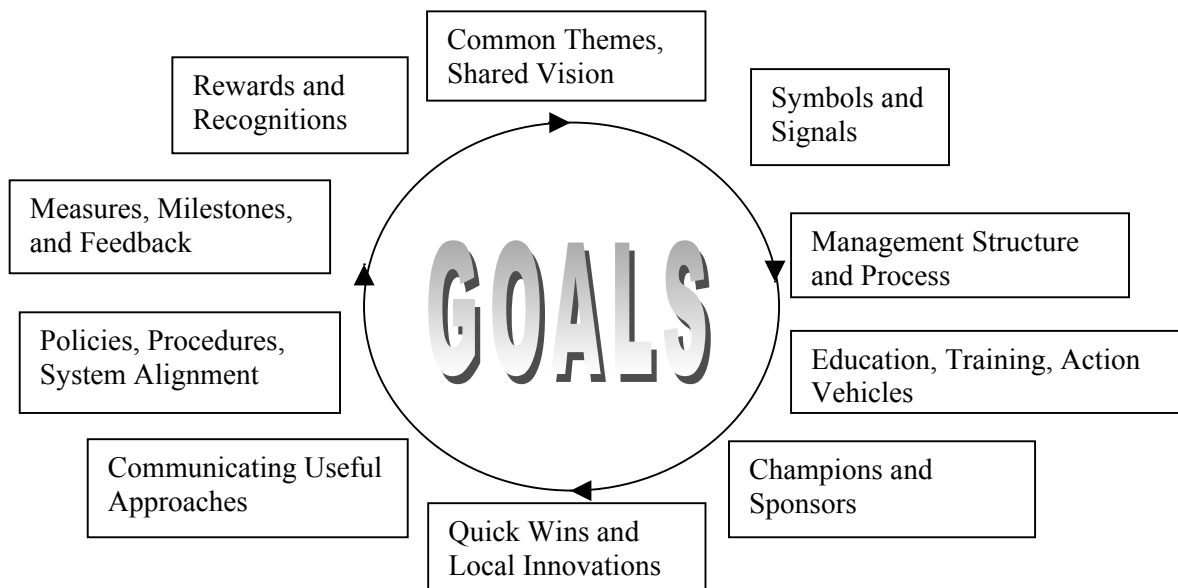 Common Themes,
Shared Vision
Symbols and
Signals
Management Structure
and Process
Education, Training, Action
Vehicles
Champions and
Sponsors
Quick Wins and
Local Innovations
Communicating Useful
Approaches
Policies, Procedures,
System Alignment
Measures, Milestones,
and Feedback
Rewards and
Recognitions
GOALS